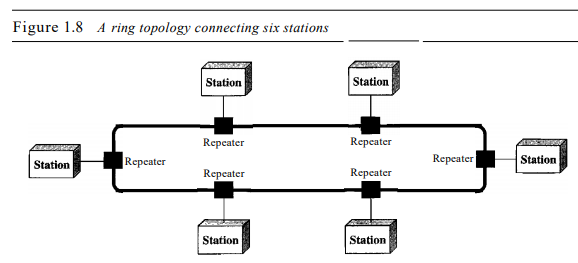 Figure 1.8 A ring topology connecting six stations
Station
Station
Repeater
Repeater
Station
Repeater
Repeater
Station
Repeater
Repeater
Station
Station